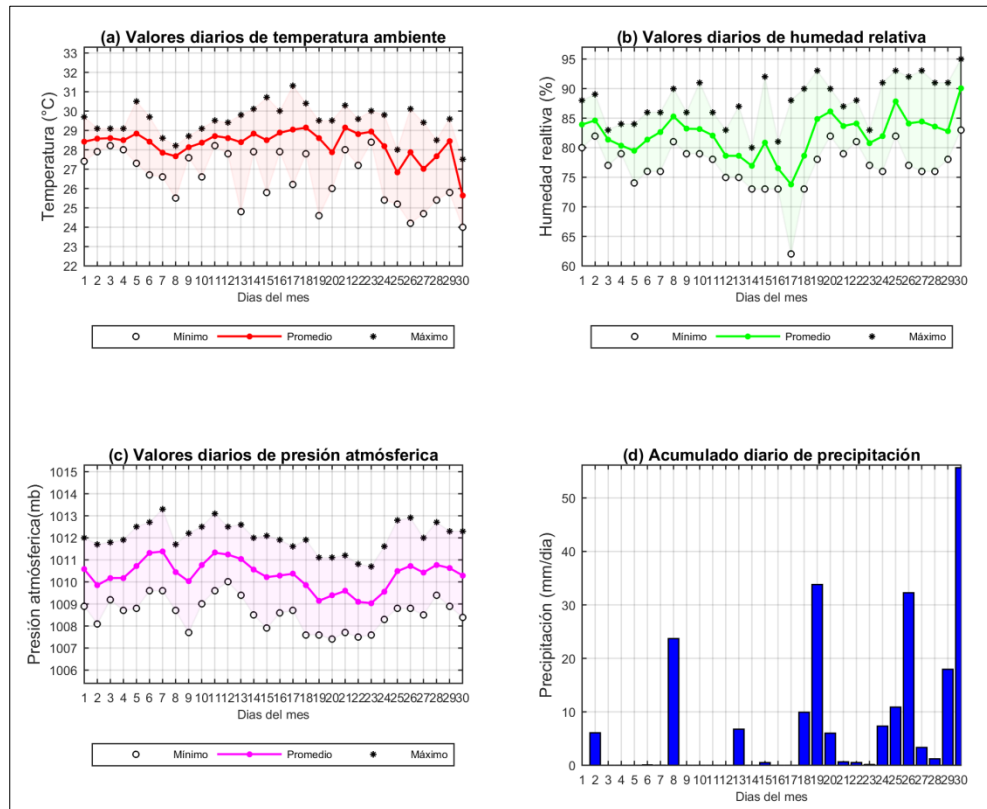 (a) Valores diarios de temperatura ambiente
33
32
31
30
29
28
27
26
25
24
23
22
Temperatura (°C)
1 2 3 4 5 6 7 8 9 10 11 12 13 14 15 16 17 18 19 20 21 22 23 24 25 26 27 28 29 30
Dias del mes
Mínimo Promedio Máximo
(b) Valores diarios de humedad relativa
95
90
85
80
75
70
65
60
Humedad realtiva (%)
1 2 3 4 5 6 7 8 9 10 11 12 13 14 15 16 17 18 19 20 21 22 23 24 25 26 27 28 29 30
Dias del mes
Mínimo Promedio Máximo
(c) Valores diarios de presión atmósferica
1015
1014
1013
1012
1011
1010
1009
1008
1007
1006
Presión atmósferica(mb)
1 2 3 4 5 6 7 8 9 10 11 12 13 14 15 16 17 18 19 20 21 22 23 24 25 26 27 28 29 30
Dias del mes
Mínimo Promedio Máximo
(d) Acumulado diario de precipitación
50
40
30
20
10
0
Precipitación (mm/dia)
1 2 3 4 5 6 7 8 9 10 11 12 13 14 15 16 17 18 19 20 21 22 23 24 25 26 27 28 29 30
Dias del mes